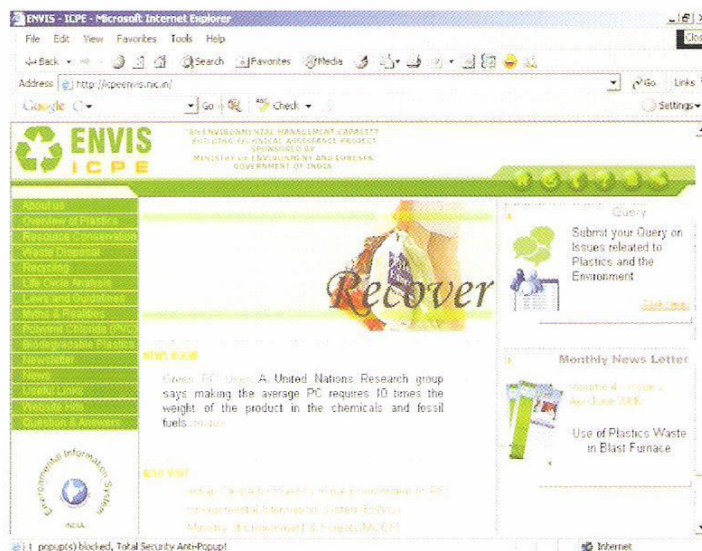 ENVIS - ICPE - Microsoft Internet Explorer
File Edit View Favorites Tools Help
Clos
Back Search Favorites Media
Address http://icpeenvis.nic.in/ Go Links
Google Go Check Settings
ENVIS
ICPE
AN ENVIRONMENTAL MANAGEMENT CAPACITY
BUILDING TECHNICAL ASSISTANCE PROJECT
SPONSORED BY
MINISTRY OF ENVIRONMENT AND FORESTS
GOVERNMENT OF INDIA
About us
Overview of Plastics
Resource Conservation
Waste Disposal
Recycling
Life Cycle Analysis
Laws and Guidelines
Myths & Realities
Polyvinyl Chloride (PVC)
Biodegradable Plastics
Newsletter
News
Useful Links
Website Hits
Question & Answers
Environmental Information System
INDIA
Recover
NEWS ROOM
Green PC Uses A United Nations Research group
says making the average PC requires 10 times the
weight of the product in the chemicals and fossil
fuels
ALSO VISIT
Query
Submit your Query on
Issues releated to
Plastics and the
Environment
Click Here
Monthly News Letter
Use of Plastics Waste
in Blast Furnace
1 popup(s) blocked, Total Security Anti-Popup!
Internet